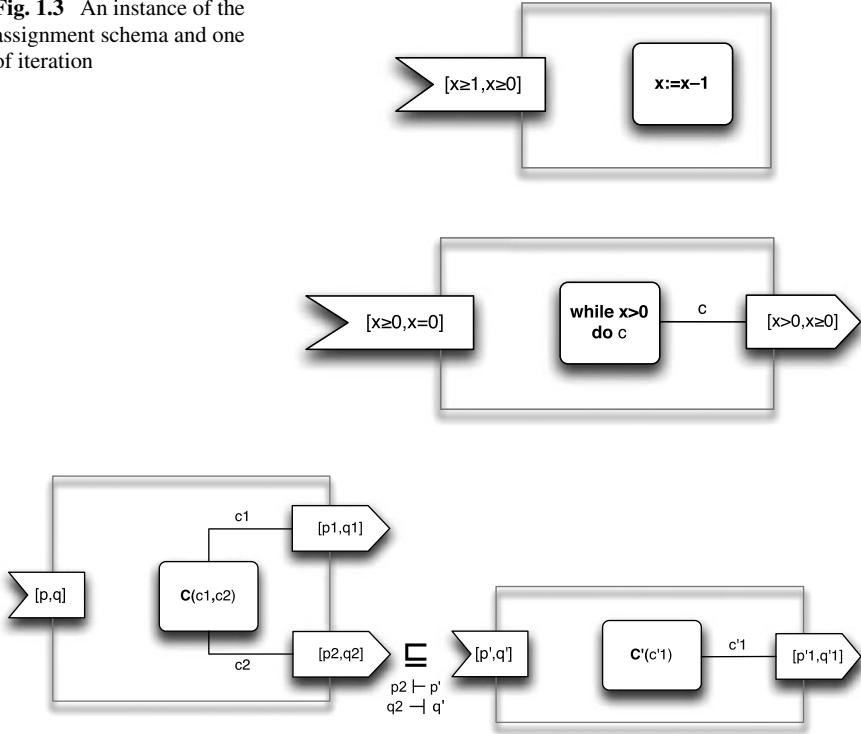 Fig. 1.3 An instance of the
assignment schema and one
of iteration
[x≥1,x≥0]
x:=x–1
[x≥0,x=0]
while x>0
do c
c
[x>0,x≥0]
c1
[p1,q1]
[p,q]
C(c1,c2)
c2
[p2,q2]
⊑
p2 ⊢ p'
q2 ⊣ q'
[p',q']
C'(c'1)
c'1
[p'1,q'1]